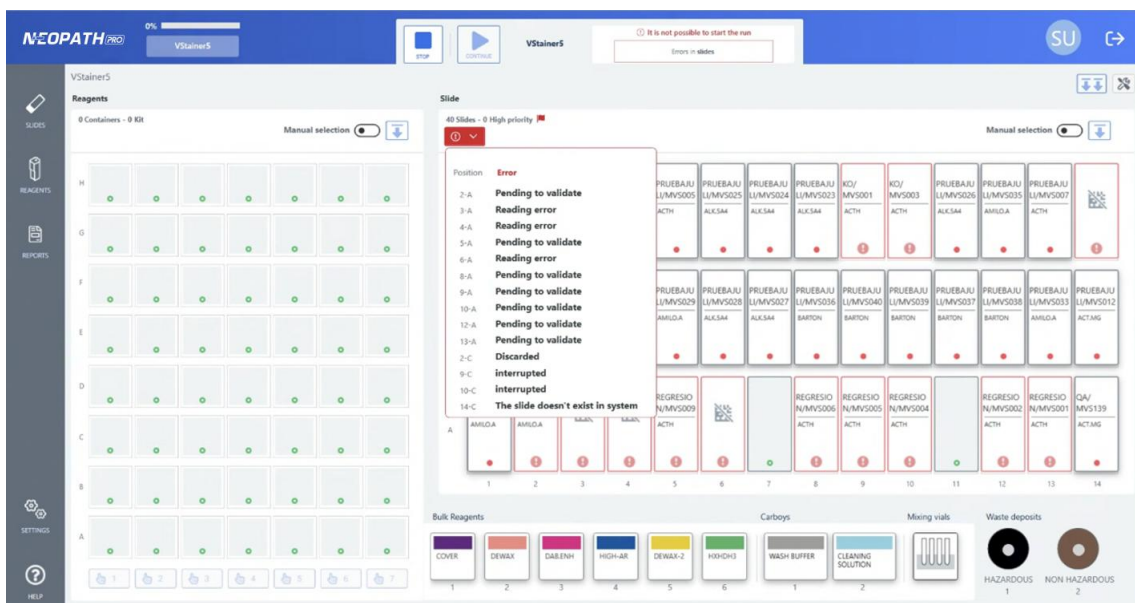 NEOPATH PRO
0%
VStainer5
STOP
CONTINUE
VStainer5
It is not possible to start the run
Errors in slides
SU
SLIDES
REAGENTS
REPORTS
SETTINGS
HELP
VStainer5
Reagents
0 Containers - 0 Kit
Manual selection
H
G
F
E
D
C
B
A
1 2 3 4 5 6 7
Slide
40 Slides - 0 High priority
Manual selection
Position Error
2-A Pending to validate
3-A Reading error
4-A Reading error
5-A Pending to validate
6-A Reading error
8-A Pending to validate
9-A Pending to validate
10-A Pending to validate
12-A Pending to validate
13-A Pending to validate
2-C Discarded
9-C interrupted
10-C interrupted
14-C The slide doesn't exist in system
PRUEBAJU PRUEBAJU PRUEBAJU PRUEBAJU KO/ KO/ PRUEBAJU PRUEBAJU PRUEBAJU
LI/MVS005 LI/MVS025 LI/MVS024 LI/MVS023 MVS001 MVS003 LI/MVS026 LI/MVS035 LI/MVS007
ACTH ALK.5A4 ALK.5A4 ALK.5A4 ACTH ACTH ALK.5A4 AMILO.A ACTH
PRUEBAJU PRUEBAJU PRUEBAJU PRUEBAJU PRUEBAJU PRUEBAJU PRUEBAJU PRUEBAJU PRUEBAJU PRUEBAJU
LI/MVS029 LI/MVS028 LI/MVS027 LI/MVS036 LI/MVS040 LI/MVS039 LI/MVS037 LI/MVS038 LI/MVS033 LI/MVS012
AMILO.A ALK.5A4 ALK.5A4 BARTON BARTON BARTON BARTON BARTON AMILO.A ACT.MG
REGRESIO REGRESIO REGRESIO REGRESIO REGRESIO REGRESIO QA/
N/MVS009 N/MVS006 N/MVS005 N/MVS004 N/MVS002 N/MVS001 MVS139
A AMILO.A AMILO.A ACTH ACTH ACTH ACTH ACTH ACTH ACT.MG
1 2 3 4 5 6 7 8 9 10 11 12 13 14
Bulk Reagents
COVER DEWAX DAB.ENH HIGH-AR DEWAX-2 HXHDH3
1 2 3 4 5 6
Carboys
WASH BUFFER CLEANING
SOLUTION
1 2
Mixing vials
Waste deposits
HAZARDOUS NON HAZARDOUS
1 2